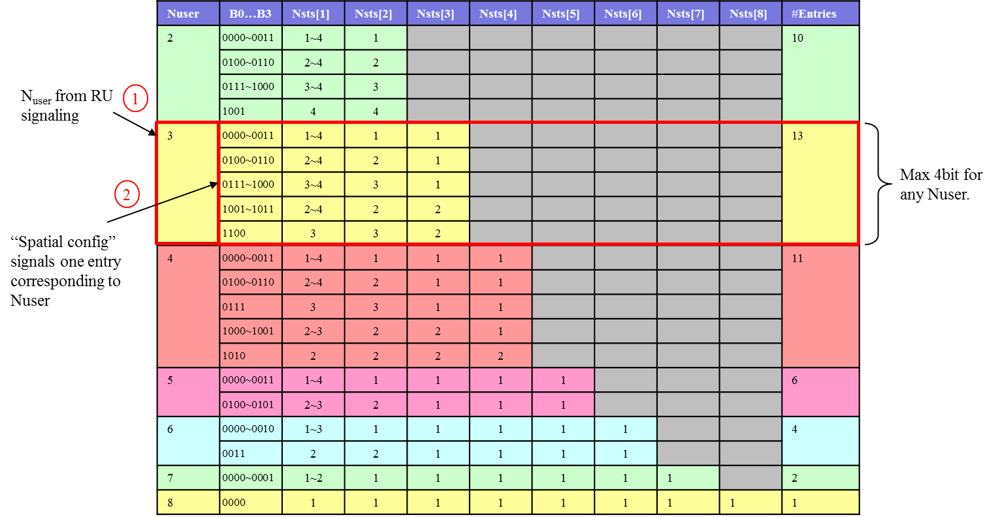 Nuser B0…B3 Nsts[1] Nsts[2] Nsts[3] Nsts[4] Nsts[5] Nsts[6] Nsts[7] Nsts[8] #Entries
2 0000~0011 1~4 1 10
0100~0110 2~4 2
0111~1000 3~4 3
1001 4 4
3 0000~0011 1~4 1 1 13
0100~0110 2~4 2 1
0111~1000 3~4 3 1
1001~1011 2~4 2 2
1100 3 3 2
4 0000~0011 1~4 1 1 1 11
0100~0110 2~4 2 1 1
0111 3 3 1 1
1000~1001 2~3 2 2 1
1010 2 2 2 2
5 0000~0011 1~4 1 1 1 1 6
0100~0101 2~3 2 1 1 1
6 0000~0010 1~3 1 1 1 1 1 4
0011 2 2 1 1 1 1
7 0000~0001 1~2 1 1 1 1 1 1 2
8 0000 1 1 1 1 1 1 1 1 1
Nuser from RU
signaling
1
2
“Spatial config”
signals one entry
corresponding to
Nuser
Max 4bit for
any Nuser.